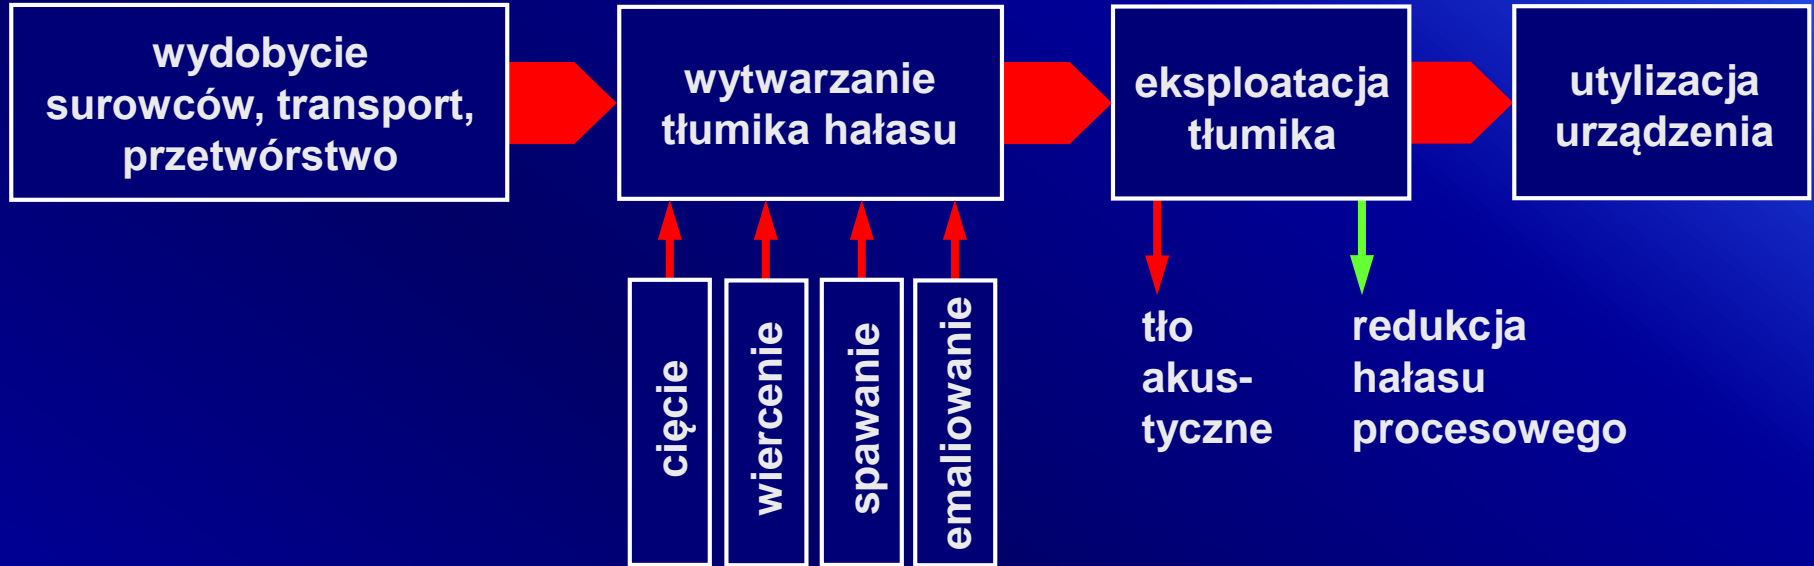 wydobycie
surowców, transport,
przetwórstwo
wytwarzanie
tłumika hałasu
eksploatacja
tłumika
utylizacja
urządzenia
cięcie
wiercenie
spawanie
emaliowanie
tło
akus-
tyczne
redukcja
hałasu
procesowego